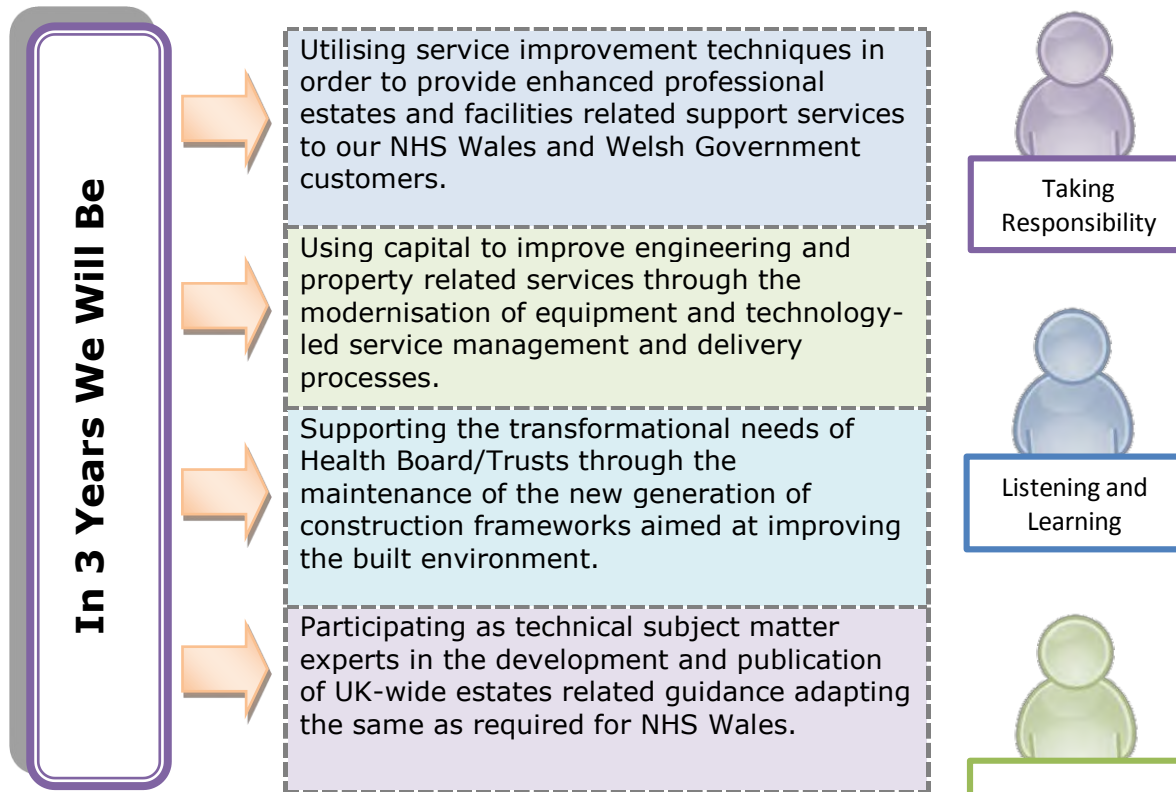 In 3 Years We Will Be
Utilising service improvement techniques in
order to provide enhanced professional
estates and facilities related support services
to our NHS Wales and Welsh Government
customers.
Using capital to improve engineering and
property related services through the
modernisation of equipment and technology-
led service management and delivery
processes.
Supporting the transformational needs of
Health Board/Trusts through the
maintenance of the new generation of
construction frameworks aimed at improving
the built environment.
Participating as technical subject matter
experts in the development and publication
of UK-wide estates related guidance adapting
the same as required for NHS Wales.
Taking
Responsibility
Listening and
Learning